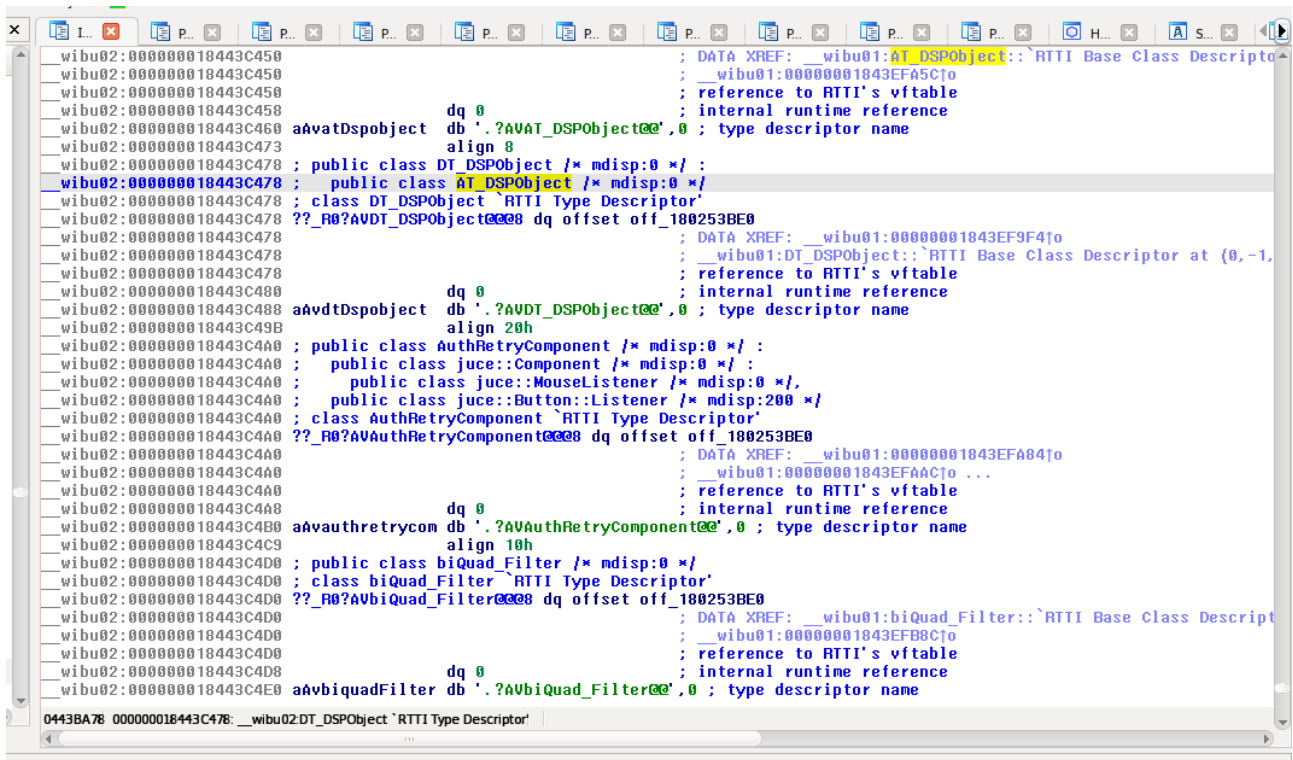 I... P... P... P... P... P... P... P... P... P... H... S...
__wibu02:000000018443C450 ; DATA XREF: __wibu01:AT_DSPObject::`RTTI Base Class Descripto
__wibu02:000000018443C450 ; __wibu01:00000001843EFA5C↑o
__wibu02:000000018443C450 ; reference to RTTI's vftable
__wibu02:000000018443C458 dq 0 ; internal runtime reference
__wibu02:000000018443C460 aAvatDspobject db '.?AVAT_DSPObject@@',0 ; type descriptor name
__wibu02:000000018443C473 align 8
__wibu02:000000018443C478 ; public class DT_DSPObject /* mdisp:0 */ :
__wibu02:000000018443C478 ; public class AT_DSPObject /* mdisp:0 */
__wibu02:000000018443C478 ; class DT_DSPObject `RTTI Type Descriptor'
__wibu02:000000018443C478 ??_R0?AVDT_DSPObject@@@8 dq offset off_180253BE0
__wibu02:000000018443C478 ; DATA XREF: __wibu01:00000001843EF9F4↑o
__wibu02:000000018443C478 ; __wibu01:DT_DSPObject::`RTTI Base Class Descriptor at (0,-1,
__wibu02:000000018443C478 ; reference to RTTI's vftable
__wibu02:000000018443C480 dq 0 ; internal runtime reference
__wibu02:000000018443C488 aAvdtDspobject db '.?AVDT_DSPObject@@',0 ; type descriptor name
__wibu02:000000018443C49B align 20h
__wibu02:000000018443C4A0 ; public class AuthRetryComponent /* mdisp:0 */ :
__wibu02:000000018443C4A0 ; public class juce::Component /* mdisp:0 */ :
__wibu02:000000018443C4A0 ; public class juce::MouseListener /* mdisp:0 */,
__wibu02:000000018443C4A0 ; public class juce::Button::Listener /* mdisp:200 */
__wibu02:000000018443C4A0 ; class AuthRetryComponent `RTTI Type Descriptor'
__wibu02:000000018443C4A0 ??_R0?AVAuthRetryComponent@@@8 dq offset off_180253BE0
__wibu02:000000018443C4A0 ; DATA XREF: __wibu01:00000001843EFA84↑o
__wibu02:000000018443C4A0 ; __wibu01:00000001843EFAAC↑o ...
__wibu02:000000018443C4A0 ; reference to RTTI's vftable
__wibu02:000000018443C4A8 dq 0 ; internal runtime reference
__wibu02:000000018443C4B0 aAvauthretrycom db '.?AVAuthRetryComponent@@',0 ; type descriptor name
__wibu02:000000018443C4C9 align 10h
__wibu02:000000018443C4D0 ; public class biQuad_Filter /* mdisp:0 */
__wibu02:000000018443C4D0 ; class biQuad_Filter `RTTI Type Descriptor'
__wibu02:000000018443C4D0 ??_R0?AVbiQuad_Filter@@@8 dq offset off_180253BE0
__wibu02:000000018443C4D0 ; DATA XREF: __wibu01:biQuad_Filter::`RTTI Base Class Descript
__wibu02:000000018443C4D0 ; __wibu01:00000001843EFB8C↑o
__wibu02:000000018443C4D0 ; reference to RTTI's vftable
__wibu02:000000018443C4D8 dq 0 ; internal runtime reference
__wibu02:000000018443C4E0 aAvbiquadFilter db '.?AVbiQuad_Filter@@',0 ; type descriptor name
0443BA78 000000018443C478: __wibu02:DT_DSPObject `RTTI Type Descriptor'